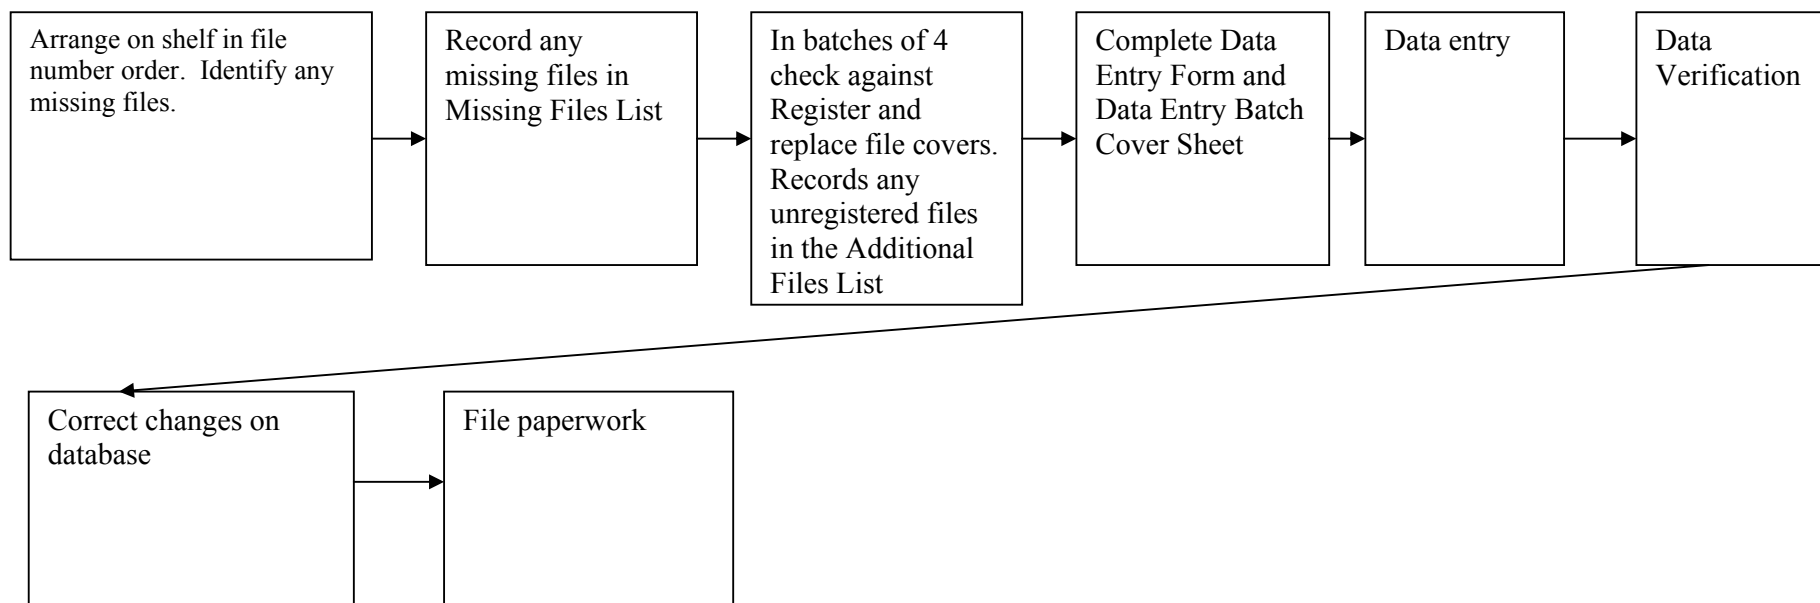 Arrange on shelf in file
number order.  Identify any
missing files.
Record any
missing files in
Missing Files List
In batches of 4
check against
Register and
replace file covers.
Records any
unregistered files
in the Additional
Files List
Complete Data
Entry Form and
Data Entry Batch
Cover Sheet
Data entry
Data
Verification
Correct changes on
database
File paperwork